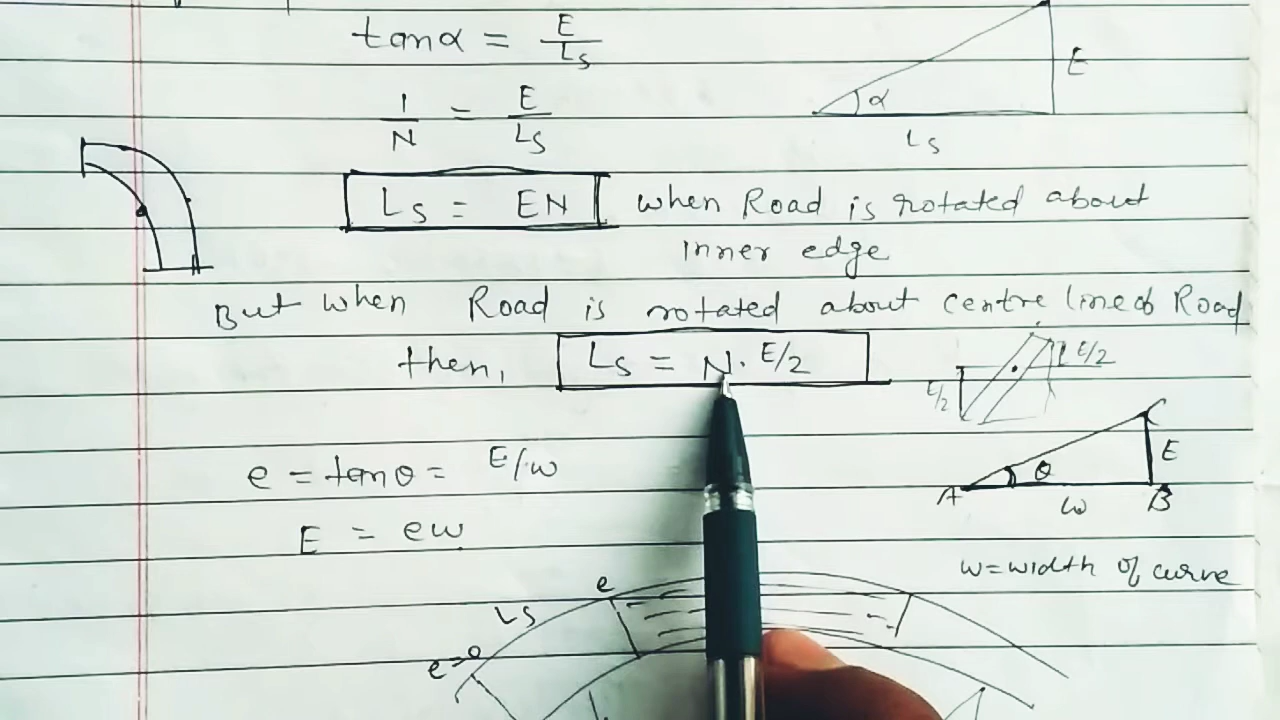 tanα = E/Ls
E
α
Ls
1/N = E/Ls
Ls = EN when Road is rotated about
inner edge
But when Road is rotated about centre line of Road
then, Ls = N. E/2
E/2
E/2
e = tanθ = E/w
C
E
θ
A
w
B
E = ew
w=width of curve
e
Ls
e=0